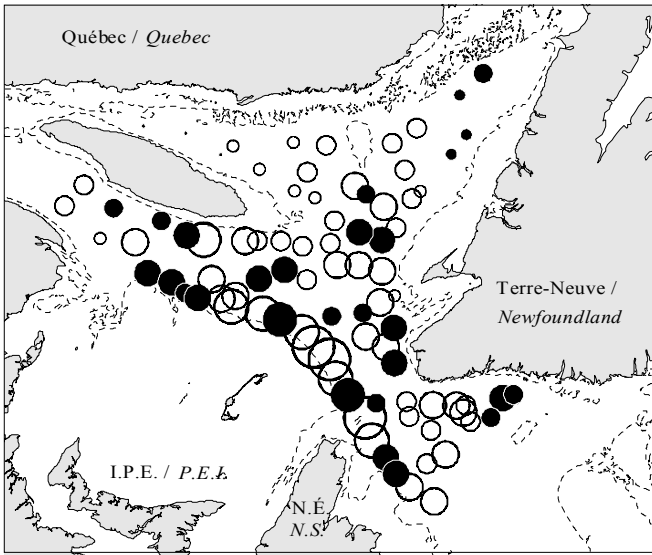 Québec / Quebec
Terre-Neuve /
Newfoundland
I.P.E. / P.E.I.
N.É
N.S.